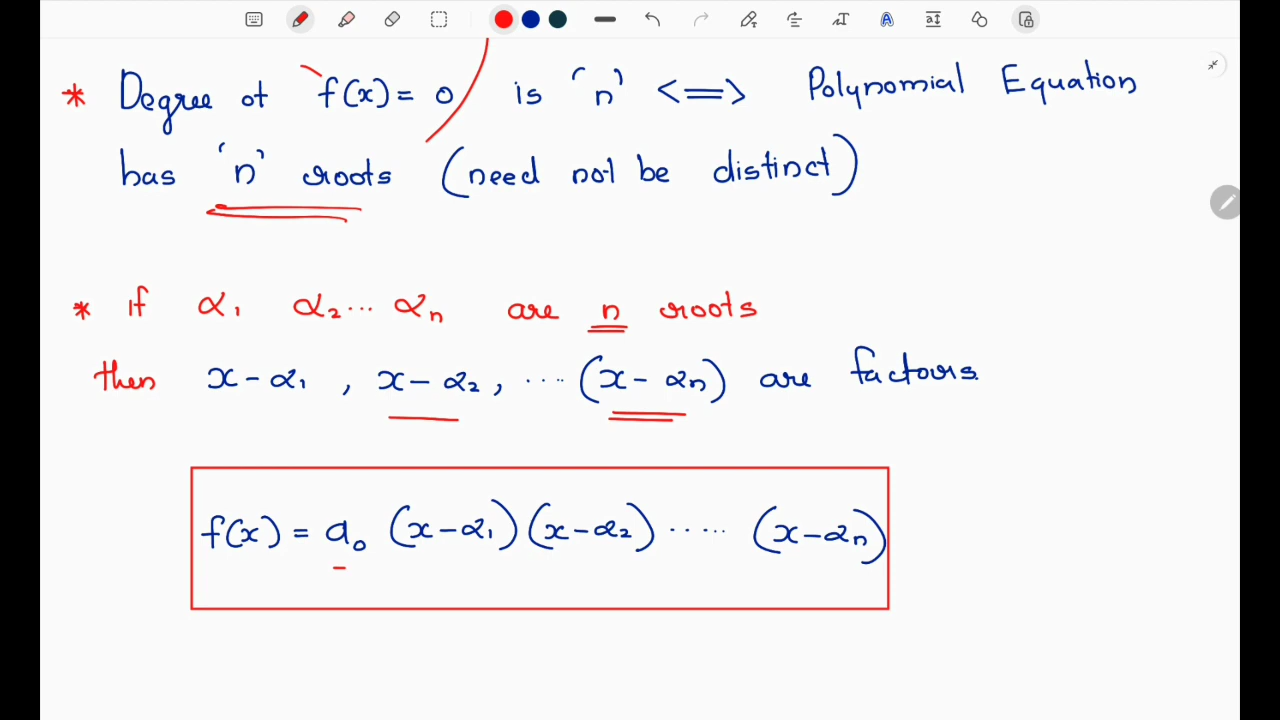 * Degree of f(x) = 0 is 'n' <=> Polynomial Equation
has 'n' roots (need not be distinct)
* If α₁ α₂... αₙ are n roots
then x - α₁ , x - α₂ , .... (x - αₙ) are factors.
f(x) = a₀ (x-α₁)(x-α₂) ..... (x-αₙ)